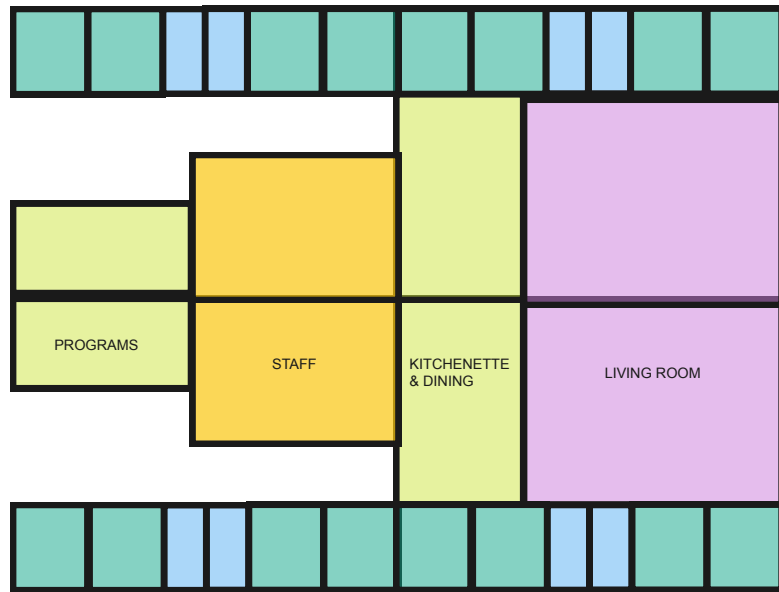 PROGRAMS
STAFF
KITCHENETTE
& DINING
LIVING ROOM